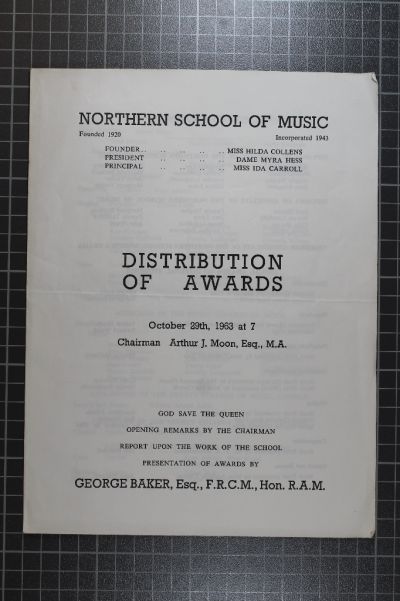 NORTHERN SCHOOL OF MUSIC
Founded 1920 Incorporated 1943
FOUNDER .. .. .. .. .. MISS HILDA COLLENS
PRESIDENT .. .. .. .. DAME MYRA HESS
PRINCIPAL .. .. .. .. MISS IDA CARROLL
DISTRIBUTION
OF AWARDS
October 29th, 1963 at 7
Chairman Arthur J. Moon, Esq., M.A.
GOD SAVE THE QUEEN
OPENING REMARKS BY THE CHAIRMAN
REPORT UPON THE WORK OF THE SCHOOL
PRESENTATION OF AWARDS BY
GEORGE BAKER, Esq., F.R.C.M., Hon. R.A.M.